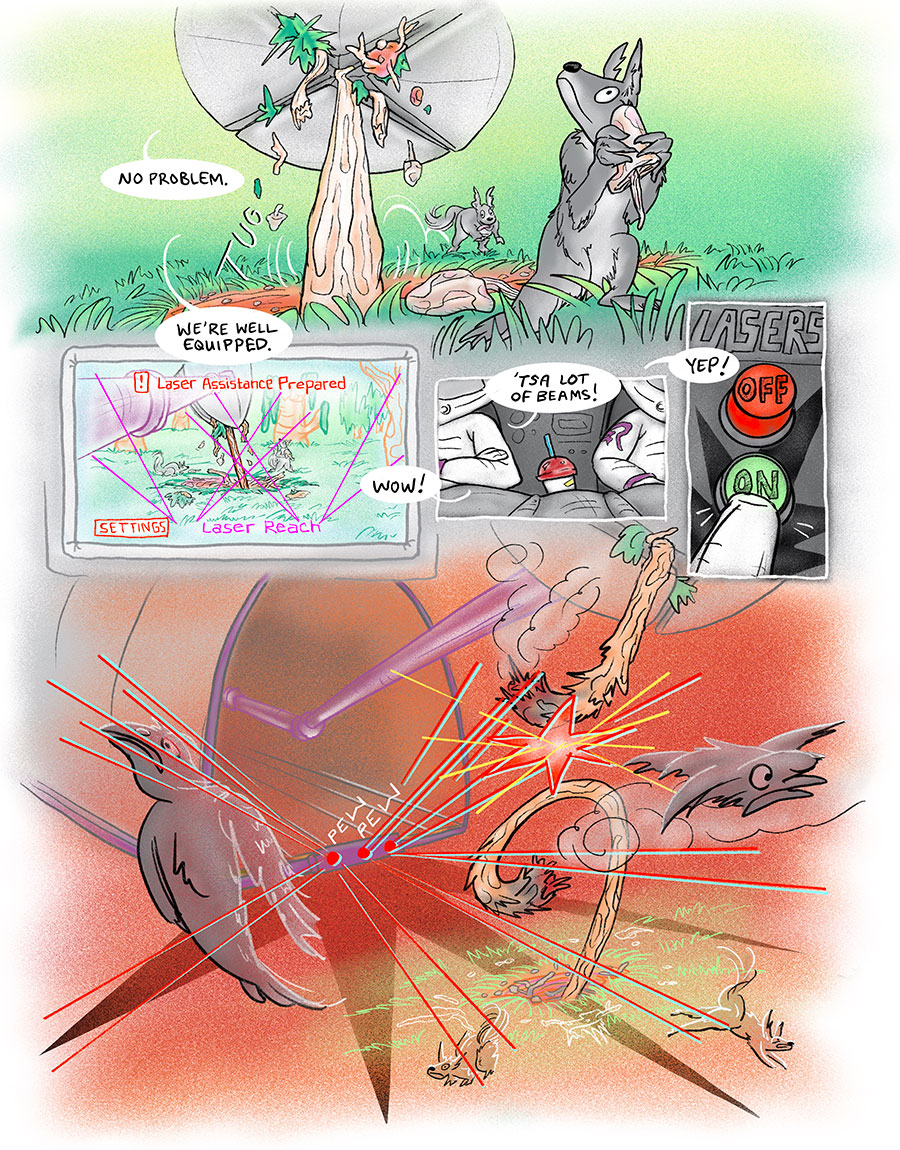 NO PROBLEM.
TUG
WE'RE WELL
EQUIPPED.
! Laser Assistance Prepared
SETTINGS
Laser Reach
WOW!
'TSA LOT
OF BEAMS!
YEP!
LASERS
OFF
ON
PEW
PEW